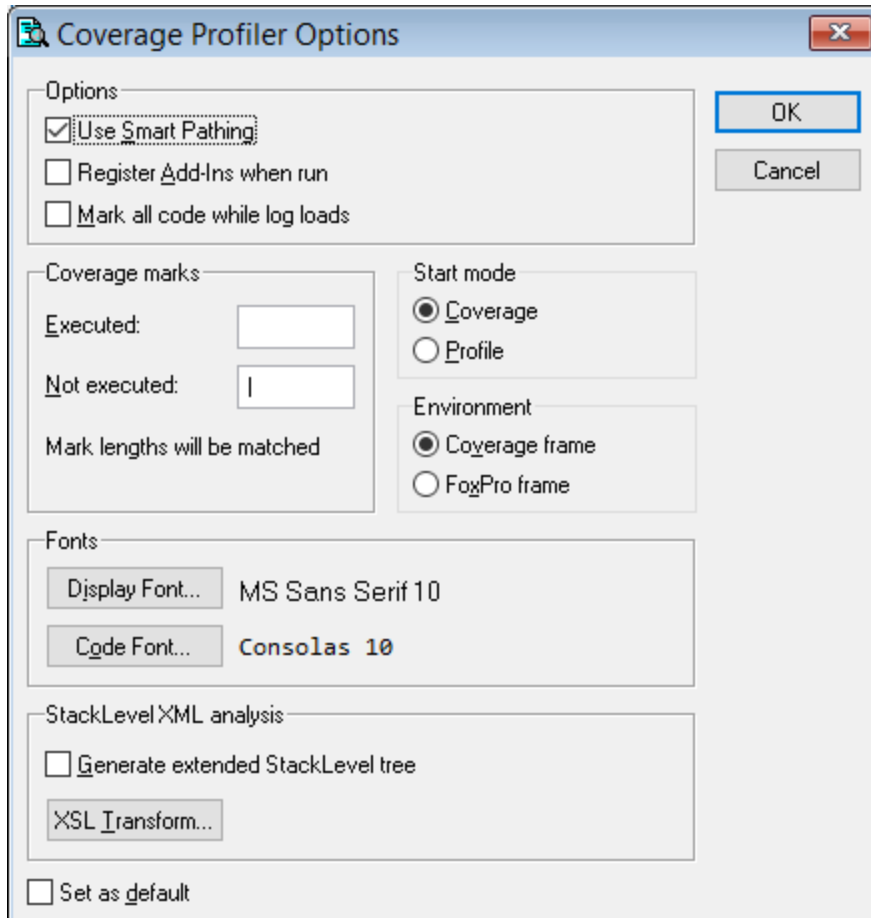 Coverage Profiler Options
Options
Use Smart Pathing
Register Add-Ins when run
Mark all code while log loads
OK
Cancel
Coverage marks
Executed:
Not executed: |
Mark lengths will be matched
Start mode
Coverage
Profile
Environment
Coverage frame
FoxPro frame
Fonts
Display Font... MS Sans Serif 10
Code Font... Consolas 10
StackLevel XML analysis
Generate extended StackLevel tree
XSL Transform...
Set as default